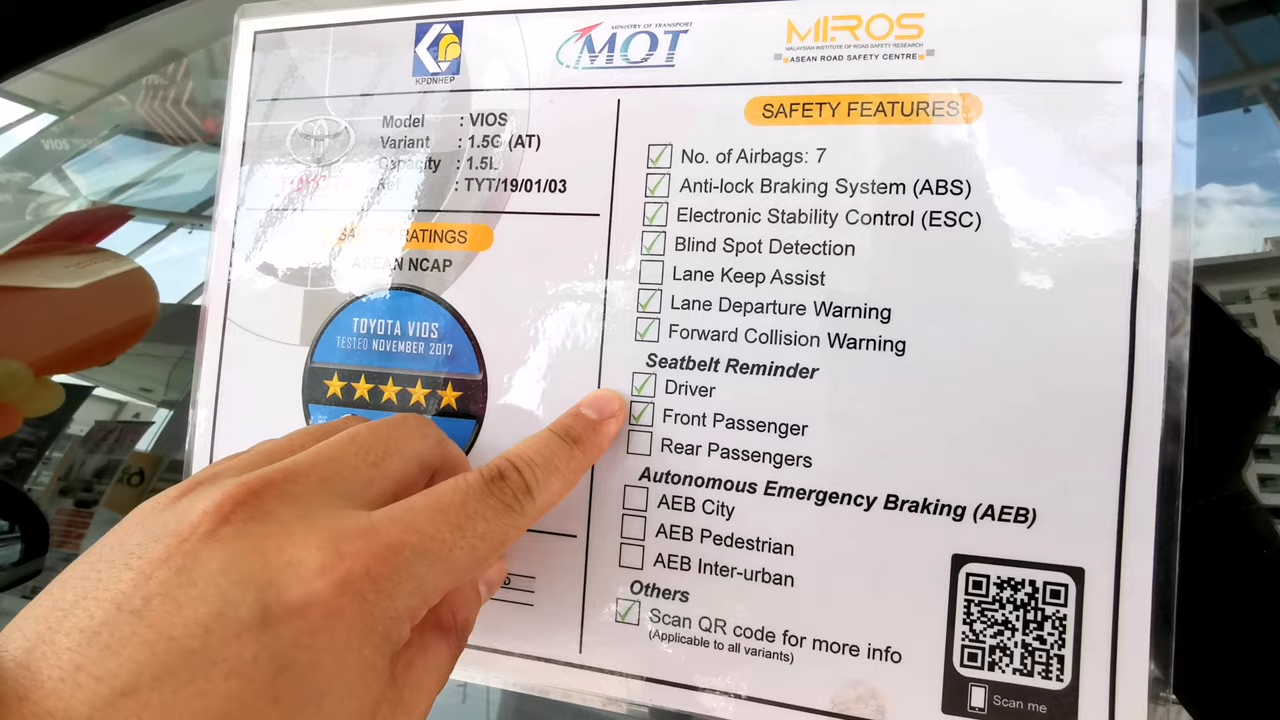 KPDNHEP
MINISTRY OF TRANSPORT
MOT
MIROS
MALAYSIAN INSTITUTE OF ROAD SAFETY RESEARCH
ASEAN ROAD SAFETY CENTRE
Model : VIOS
Variant : 1.5G (AT)
Capacity : 1.5L
: TYT/19/01/03
RATINGS
ASEAN NCAP
TOYOTA VIOS
TESTED NOVEMBER 2017
SAFETY FEATURES
No. of Airbags: 7
Anti-lock Braking System (ABS)
Electronic Stability Control (ESC)
Blind Spot Detection
Lane Keep Assist
Lane Departure Warning
Forward Collision Warning
Seatbelt Reminder
Driver
Front Passenger
Rear Passengers
Autonomous Emergency Braking (AEB)
AEB City
AEB Pedestrian
AEB Inter-urban
Others
Scan QR code for more info
(Applicable to all variants)
Scan me